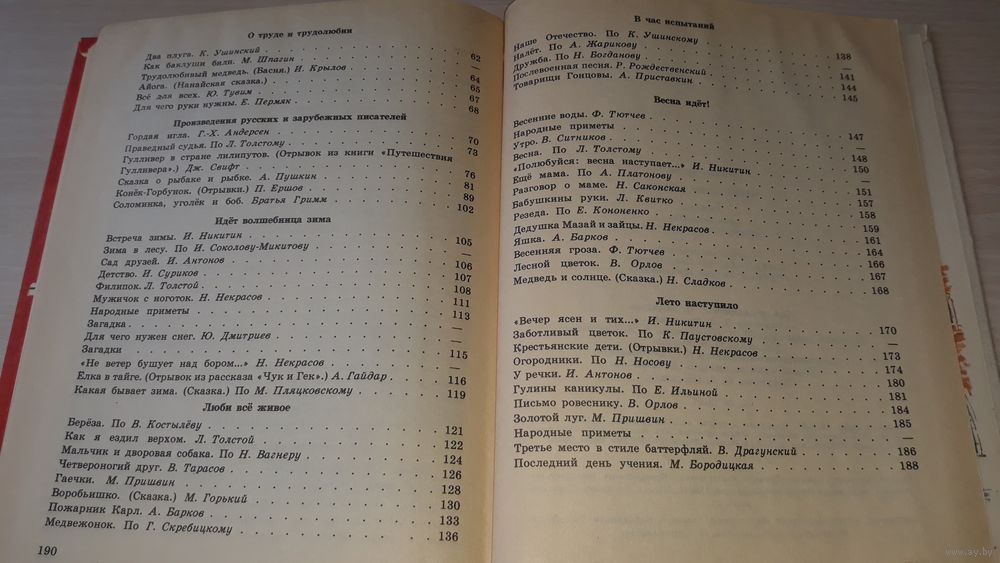 О труде и трудолюбии
Два плуга. К. Ушинский . . . 62
Как баклуши били. М. Шпагин . . . —
Трудолюбивый медведь. (Басня.) И. Крылов . . . 64
Айога. (Нанайская сказка.) . . . 65
Всё для всех. Ю. Тувим . . . 67
Для чего руки нужны. Е. Пермяк . . . 68
Произведения русских и зарубежных писателей
Гордая игла. Г.-Х. Андерсен . . . 70
Праведный судья. По Л. Толстому . . . 73
Гулливер в стране лилипутов. (Отрывок из книги «Путешествия
Гулливера».) Дж. Свифт . . . 76
Сказка о рыбаке и рыбке. А. Пушкин . . . 81
Конёк-Горбунок. (Отрывки.) П. Ершов . . . 89
Соломинка, уголёк и боб. Братья Гримм . . . 102
Идёт волшебница зима
Встреча зимы. И. Никитин . . . 105
Зима в лесу. По И. Соколову-Микитову . . . —
Сад друзей. И. Антонов . . . 106
Детство. И. Суриков . . . 107
Филипок. Л. Толстой . . . 108
Мужичок с ноготок. Н. Некрасов . . . 111
Народные приметы . . . 113
Загадка . . . —
Для чего нужен снег. Ю. Дмитриев . . . —
Загадки . . . 115
«Не ветер бушует над бором...» Н. Некрасов . . . —
Ёлка в тайге. (Отрывок из рассказа «Чук и Гек».) А. Гайдар . 116
Какая бывает зима. (Сказка.) По М. Пляцковскому . . . 119
Люби всё живое
Берёза. По В. Костылёву . . . 121
Как я ездил верхом. Л. Толстой . . . 122
Мальчик и дворовая собака. По Н. Вагнеру . . . 124
Четвероногий друг. В. Тарасов . . . 126
Гаечки. М. Пришвин . . . 128
Воробьишко. (Сказка.) М. Горький . . . 130
Пожарник Карл. А. Барков . . . 133
Медвежонок. По Г. Скребицкому . . . 136
190
В час испытаний
Наше Отечество. По К. Ушинскому . . . 138
Налёт. По А. Жарикову . . . —
Дружба. По Н. Богданову . . . 141
Послевоенная песня. Р. Рождественский . . . 144
Товарищи Гонцовы. А. Приставкин . . . 145
Весна идёт!
Весенние воды. Ф. Тютчев . . . 147
Народные приметы . . . —
Утро. В. Ситников . . . 148
Весна. По Л. Толстому . . . 150
«Полюбуйся: весна наступает...» И. Никитин . . . —
Ещё мама. По А. Платонову . . . 151
Разговор о маме. Н. Саконская . . . 157
Бабушкины руки. Л. Квитко . . . 158
Резеда. По Е. Кононенко . . . 159
Дедушка Мазай и зайцы. Н. Некрасов . . . 161
Яшка. А. Барков . . . 164
Весенняя гроза. Ф. Тютчев . . . 166
Лесной цветок. В. Орлов . . . 167
Медведь и солнце. (Сказка.) Н. Сладков . . . 168
Лето наступило
«Вечер ясен и тих...» И. Никитин . . . 170
Заботливый цветок. По К. Паустовскому . . . —
Крестьянские дети. (Отрывки.) Н. Некрасов . . . 173
Огородники. По Н. Носову . . . 174
У речки. И. Антонов . . . 180
Гулины каникулы. По Е. Ильиной . . . 181
Письмо ровеснику. В. Орлов . . . 184
Золотой луг. М. Пришвин . . . 185
Народные приметы . . . —
Третье место в стиле баттерфляй. В. Драгунский . . . 186
Последний день учения. М. Бородицкая . . . 188
www.ay.by